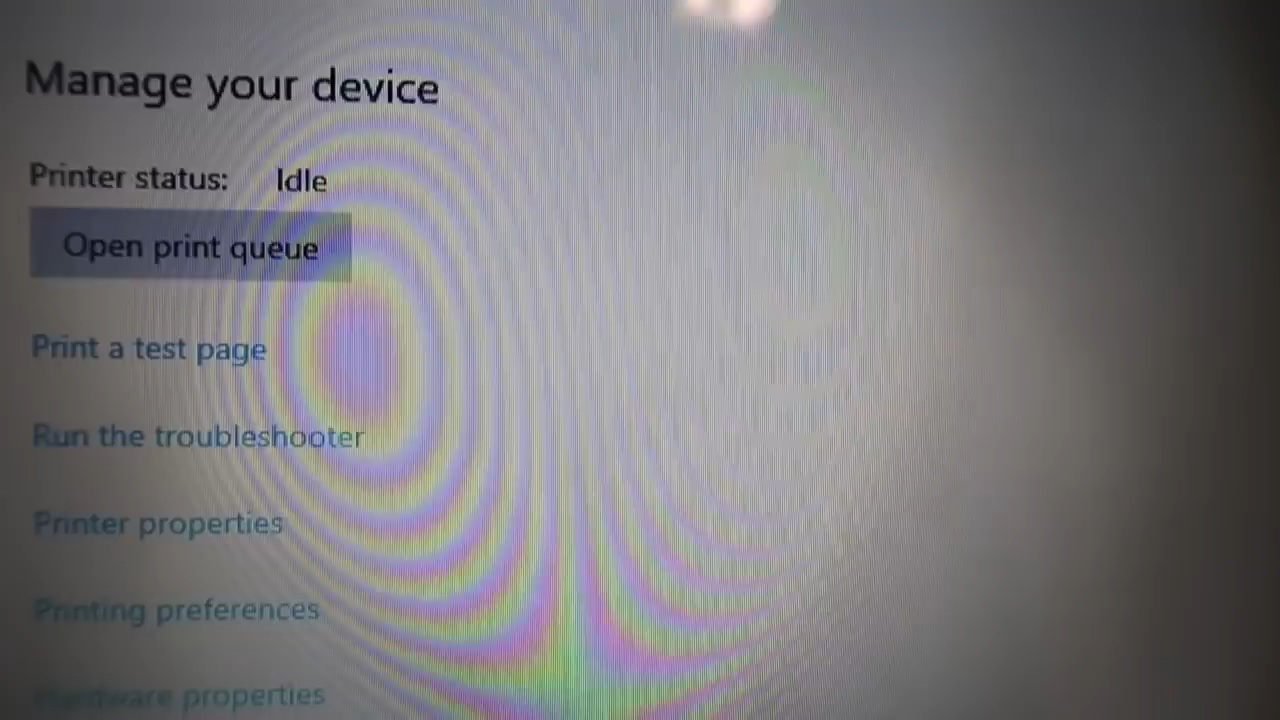 Manage your device
Printer status: Idle
Open print queue
Print a test page
Run the troubleshooter
Printer properties
Printing preferences
Hardware properties